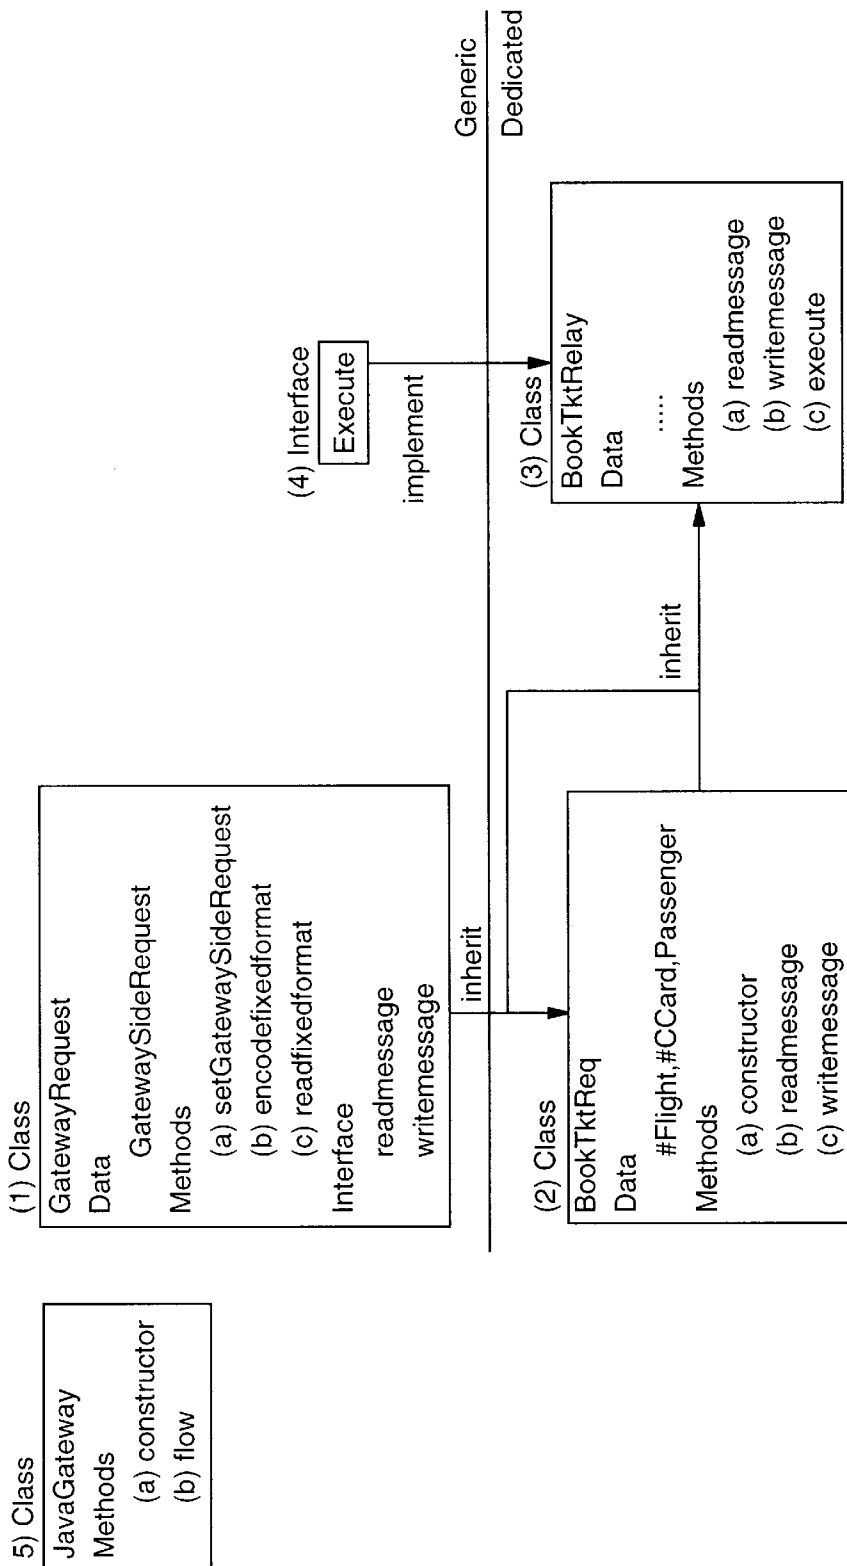 5) Class
JavaGateway
Methods
(a) constructor
(b) flow
(1) Class
GatewayRequest
Data
GatewaySideRequest
Methods
(a) setGatewaySideRequest
(b) encodefixedformat
(c) readfixedformat
Interface
readmessage
writemessage
inherit
(4) Interface
Execute
implement
Generic
Dedicated
(2) Class
BookTktReq
Data
#Flight,#CCard,Passenger
Methods
(a) constructor
(b) readmessage
(c) writemessage
inherit
(3) Class
BookTktRelay
Data
.....
Methods
(a) readmessage
(b) writemessage
(c) execute